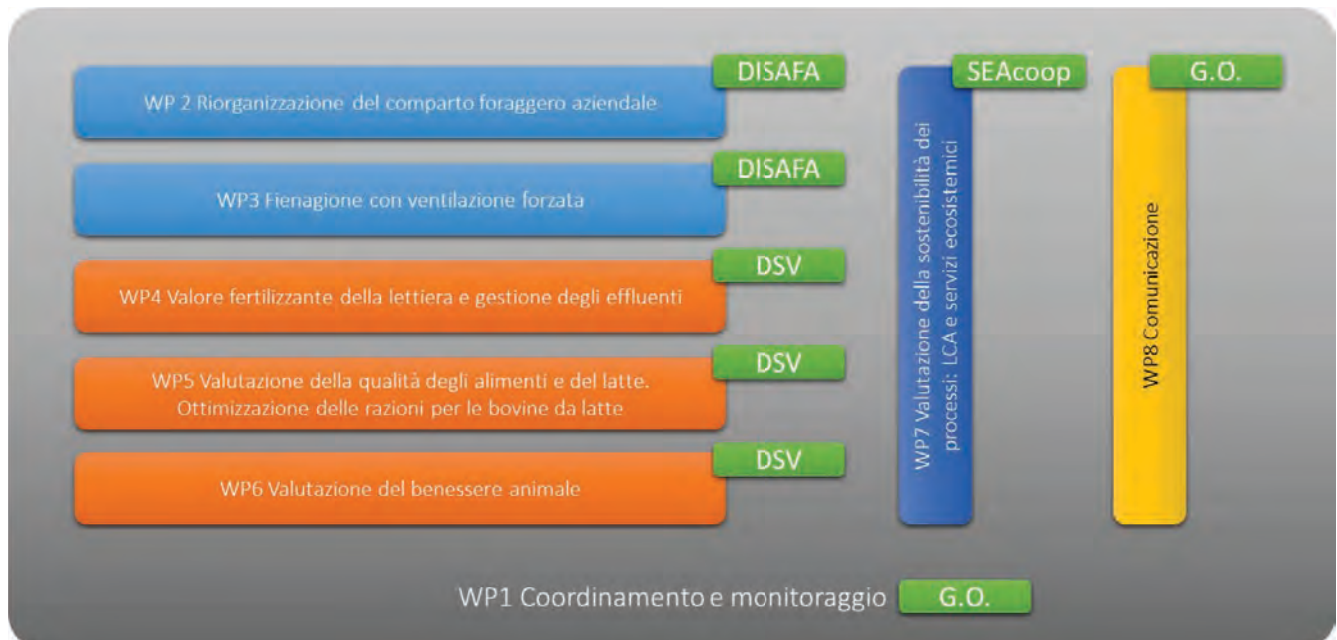 DISAFA
WP 2 Riorganizzazione del comparto foraggero aziendale
DISAFA
WP3 Fienagione con ventilazione forzata
DSV
WP4 Valore fertilizzante della lettiera e gestione degli effluenti
DSV
WP5 Valutazione della qualità degli alimenti e del latte.
Ottimizzazione delle razioni per le bovine da latte
DSV
WP6 Valutazione del benessere animale
SEAcoop
WP7 Valutazione della sostenibilità dei
processi: LCA e servizi ecosistemici
G.O.
WP8 Comunicazione
WP1 Coordinamento e monitoraggio G.O.